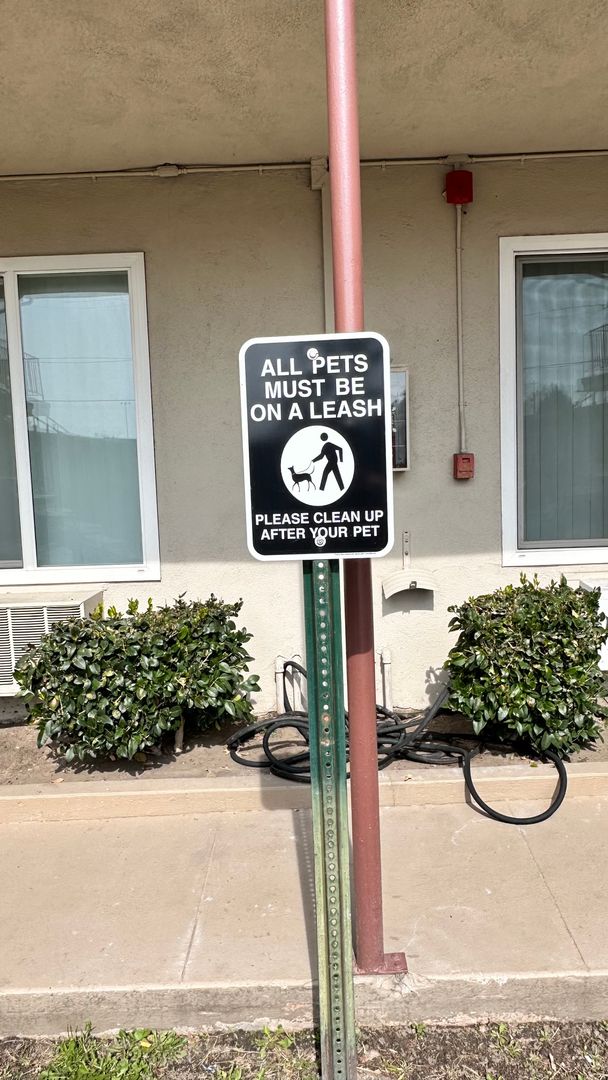 ALL PETS
MUST BE
ON A LEASH
PLEASE CLEAN UP
AFTER YOUR PET